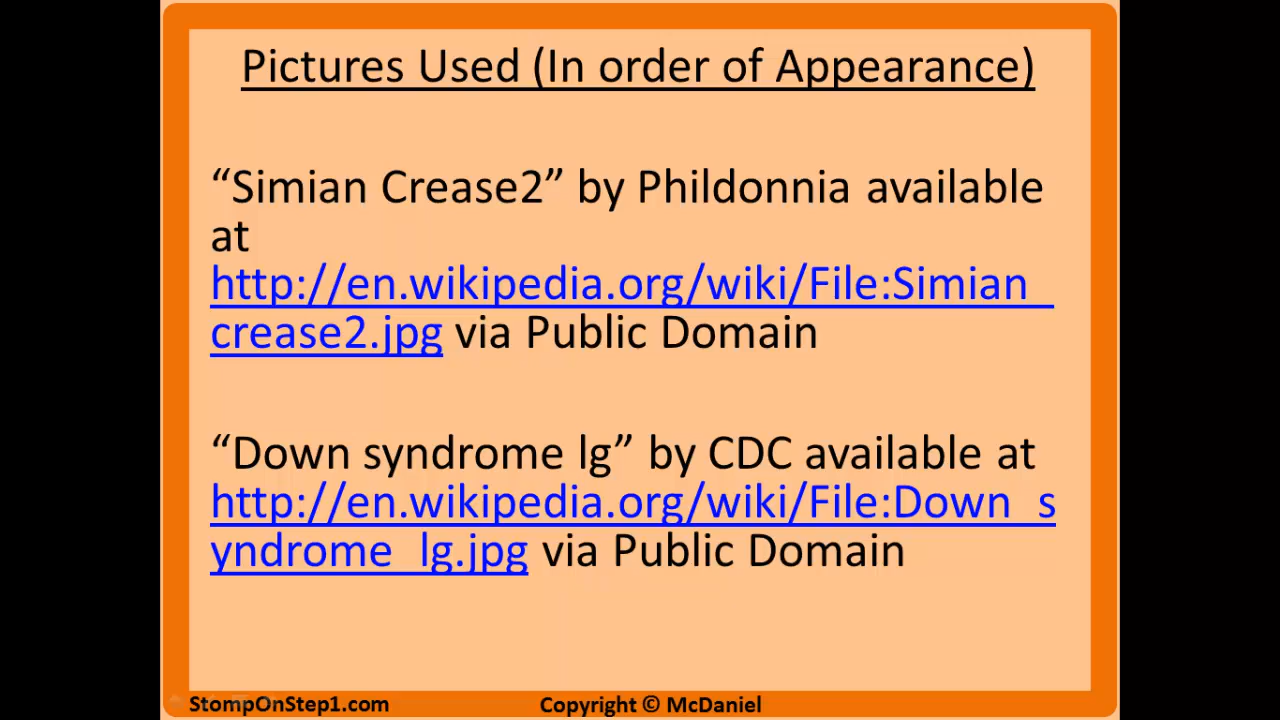 Pictures Used (In order of Appearance)
“Simian Crease2” by Phildonnia available
at
http://en.wikipedia.org/wiki/File:Simian_
crease2.jpg via Public Domain
“Down syndrome lg” by CDC available at
http://en.wikipedia.org/wiki/File:Down_s
yndrome_lg.jpg via Public Domain
StompOnStep1.com
Copyright © McDaniel